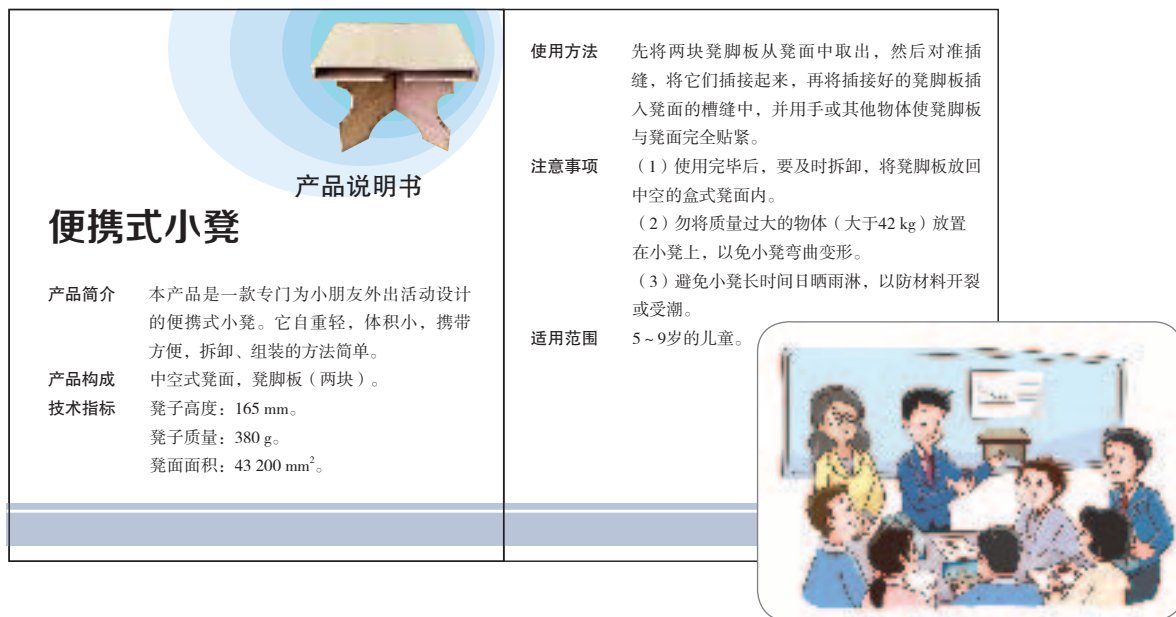 产品说明书
便携式小凳
产品简介 本产品是一款专门为小朋友外出活动设计
的便携式小凳。它自重轻，体积小，携带
方便，拆卸、组装的方法简单。
产品构成 中空式凳面，凳脚板（两块）。
技术指标 凳子高度：165 mm。
凳子质量：380 g。
凳面面积：43 200 mm²。
使用方法 先将两块凳脚板从凳面中取出，然后对准插
缝，将它们插接起来，再将插接好的凳脚板插
入凳面的槽缝中，并用手或其他物体使凳脚板
与凳面完全贴紧。
注意事项 （1）使用完毕后，要及时拆卸，将凳脚板放回
中空的盒式凳面内。
（2）勿将质量过大的物体（大于42 kg）放置
在小凳上，以免小凳弯曲变形。
（3）避免小凳长时间日晒雨淋，以防材料开裂
或受潮。
适用范围 5~9岁的儿童。